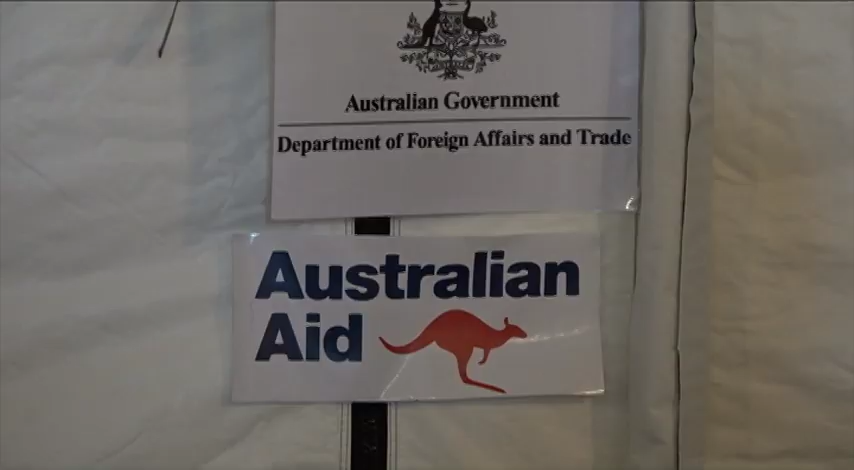 Australian Government
Department of Foreign Affairs and Trade
Australian
Aid